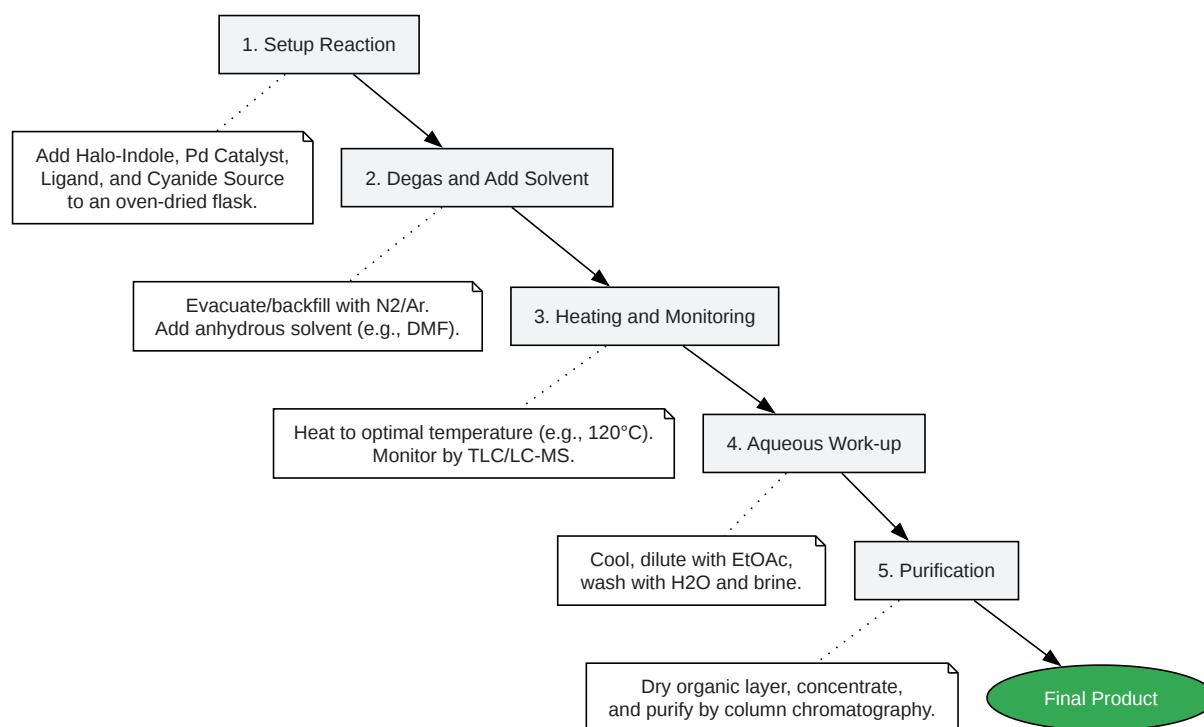 1. Setup Reaction
Add Halo-Indole, Pd Catalyst,
Ligand, and Cyanide Source
to an oven-dried flask.
2. Degas and Add Solvent
Evacuate/backfill with N2/Ar.
Add anhydrous solvent (e.g., DMF).
3. Heating and Monitoring
Heat to optimal temperature (e.g., 120°C).
Monitor by TLC/LC-MS.
4. Aqueous Work-up
Cool, dilute with EtOAc,
wash with H2O and brine.
5. Purification
Dry organic layer, concentrate,
and purify by column chromatography.
Final Product